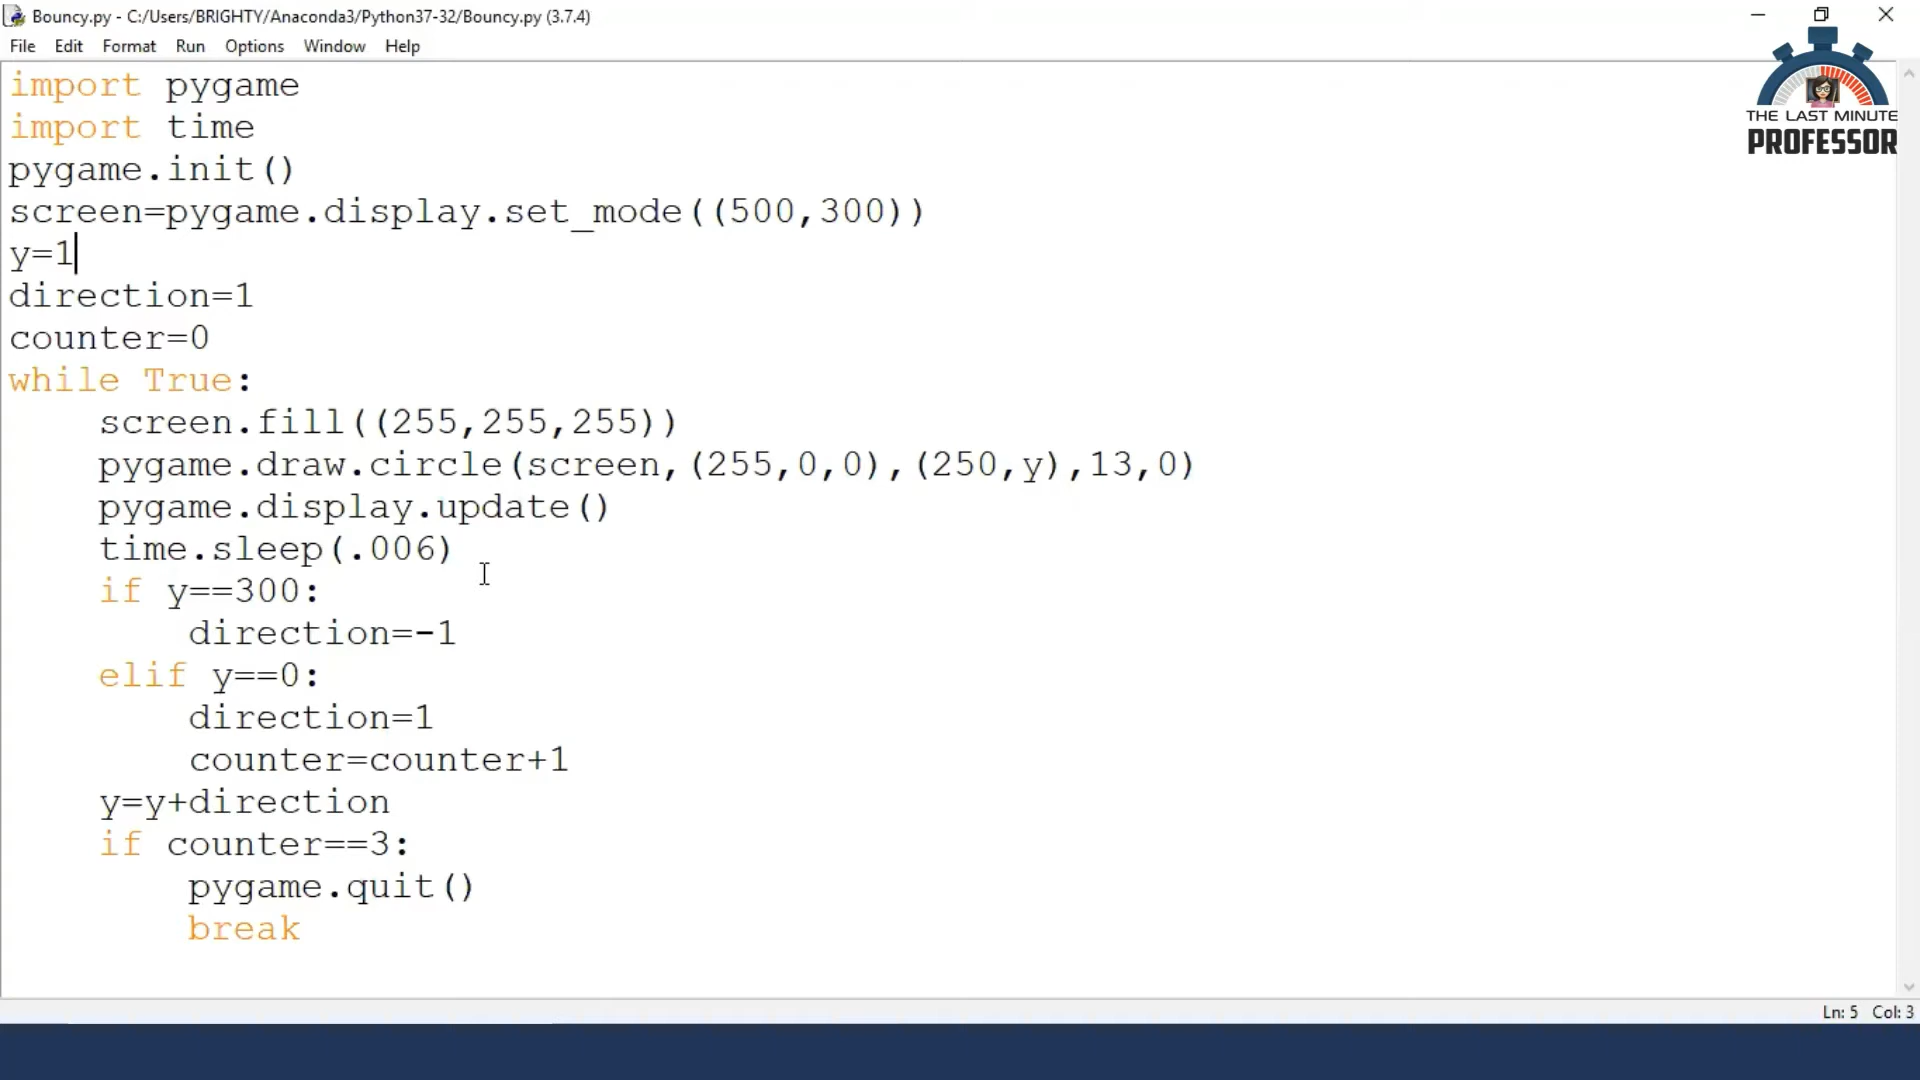 Bouncy.py - C:/Users/BRIGHTY/Anaconda3/Python37-32/Bouncy.py (3.7.4)
File Edit Format Run Options Window Help
import pygame
import time
pygame.init()
screen=pygame.display.set_mode((500,300))
y=1
direction=1
counter=0
while True:
    screen.fill((255,255,255))
    pygame.draw.circle(screen,(255,0,0),(250,y),13,0)
    pygame.display.update()
    time.sleep(.006)
    if y==300:
        direction=-1
    elif y==0:
        direction=1
        counter=counter+1
    y=y+direction
    if counter==3:
        pygame.quit()
        break
THE LAST MINUTE
PROFESSOR
Ln: 5 Col: 3